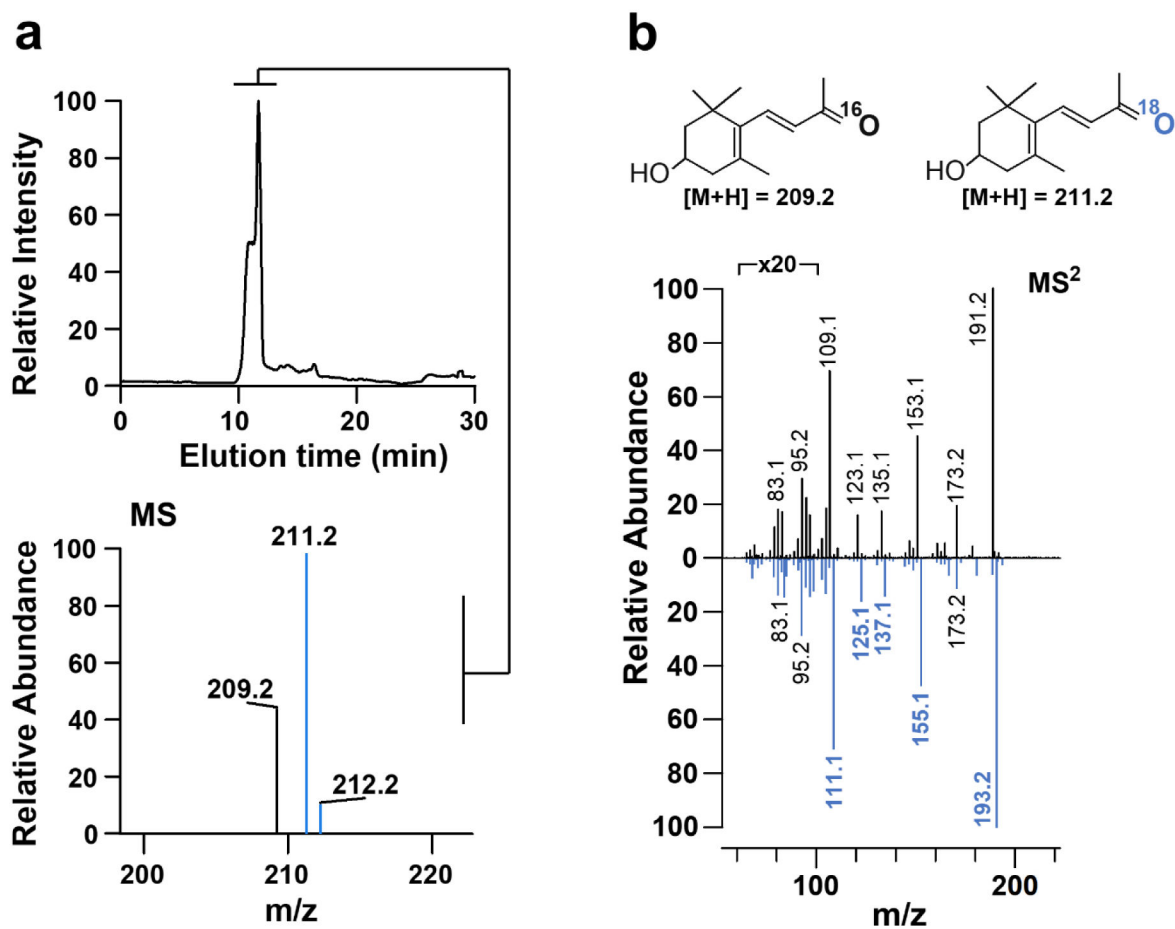 a
100
80
60
40
20
0
Relative Intensity
0 10 20 30
Elution time (min)
MS
211.2
209.2
212.2
100
80
60
40
20
0
Relative Abundance
200 210 220
m/z
b
16
O
HO
[M+H] = 209.2
18
O
HO
[M+H] = 211.2
x20
MS2
100
80
60
40
20
0
20
40
60
80
100
Relative Abundance
83.1
95.2
109.1
123.1
135.1
153.1
173.2
191.2
83.1
95.2
111.1
125.1
137.1
155.1
173.2
193.2
100 200
m/z